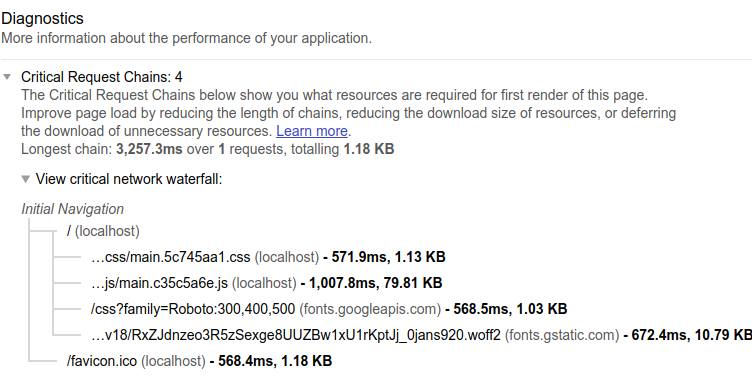 Diagnostics
More information about the performance of your application.
Critical Request Chains: 4
The Critical Request Chains below show you what resources are required for first render of this page.
Improve page load by reducing the length of chains, reducing the download size of resources, or deferring
the download of unnecessary resources. Learn more.
Longest chain: 3,257.3ms over 1 requests, totalling 1.18 KB
View critical network waterfall:
Initial Navigation
/ (localhost)
…css/main.5c745aa1.css (localhost) - 571.9ms, 1.13 KB
…js/main.c35c5a6e.js (localhost) - 1,007.8ms, 79.81 KB
/css?family=Roboto:300,400,500 (fonts.googleapis.com) - 568.5ms, 1.03 KB
…v18/RxZJdnzeo3R5zSexge8UUZBw1xU1rKptJj_0jans920.woff2 (fonts.gstatic.com) - 672.4ms, 10.79 KB
/favicon.ico (localhost) - 568.4ms, 1.18 KB